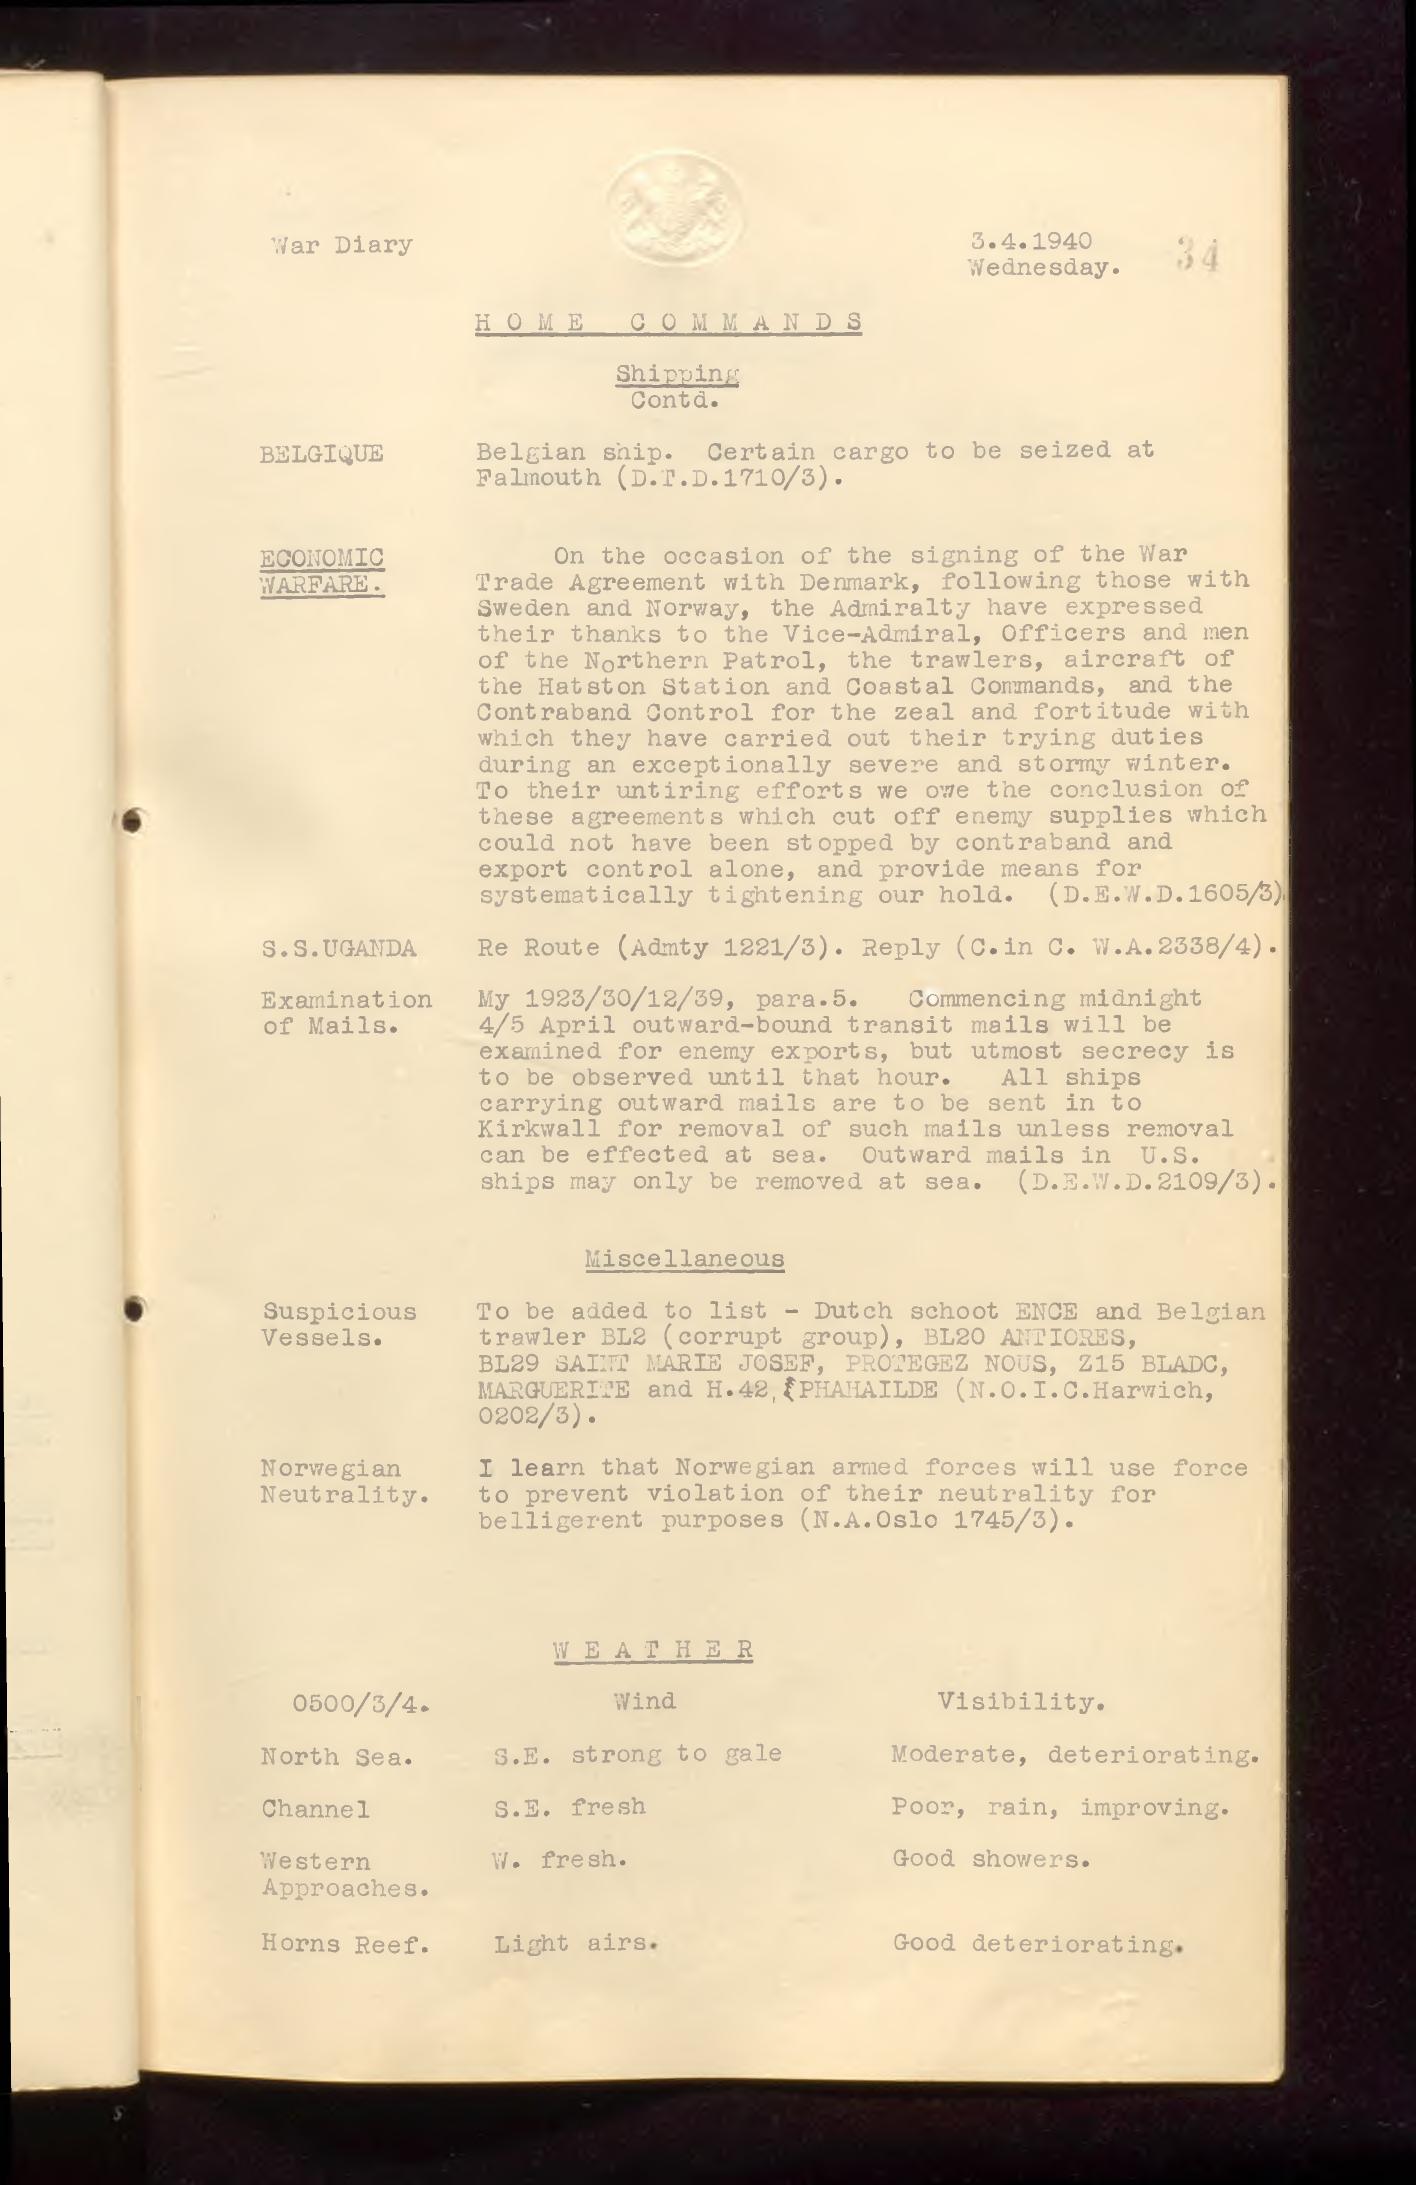 War Diary
3.4.1940
Wednesday.
34
HOME COMMANDS
Shipping
Contd.
BELGIQUE
Belgian ship. Certain cargo to be seized at
Falmouth (D.T.D.1710/3).
ECONOMIC
WARFARE.
On the occasion of the signing of the War
Trade Agreement with Denmark, following those with
Sweden and Norway, the Admiralty have expressed
their thanks to the Vice-Admiral, Officers and men
of the Northern Patrol, the trawlers, aircraft of
the Hatston Station and Coastal Commands, and the
Contraband Control for the zeal and fortitude with
which they have carried out their trying duties
during an exceptionally severe and stormy winter.
To their untiring efforts we owe the conclusion of
these agreements which cut off enemy supplies which
could not have been stopped by contraband and
export control alone, and provide means for
systematically tightening our hold. (D.E.W.D.1605/3).
S.S.UGANDA
Re Route (Admty 1221/3). Reply (C.in C. W.A.2338/4).
Examination
of Mails.
My 1923/30/12/39, para.5. Commencing midnight
4/5 April outward-bound transit mails will be
examined for enemy exports, but utmost secrecy is
to be observed until that hour. All ships
carrying outward mails are to be sent in to
Kirkwall for removal of such mails unless removal
can be effected at sea. Outward mails in U.S.
ships may only be removed at sea. (D.E.W.D.2109/3).
Miscellaneous
Suspicious
Vessels.
To be added to list - Dutch schoot ENCE and Belgian
trawler BL2 (corrupt group), BL20 ANTIORES,
BL29 SAINT MARIE JOSEF, PROTEGEZ NOUS, Z15 BLADC,
MARGUERITE and H.42, PHAHAILDE (N.O.I.C.Harwich,
0202/3).
Norwegian
Neutrality.
I learn that Norwegian armed forces will use force
to prevent violation of their neutrality for
belligerent purposes (N.A.Oslo 1745/3).
WEATHER
0500/3/4. Wind Visibility.
North Sea. S.E. strong to gale Moderate, deteriorating.
Channel S.E. fresh Poor, rain, improving.
Western
Approaches.
W. fresh. Good showers.
Horns Reef. Light airs. Good deteriorating.